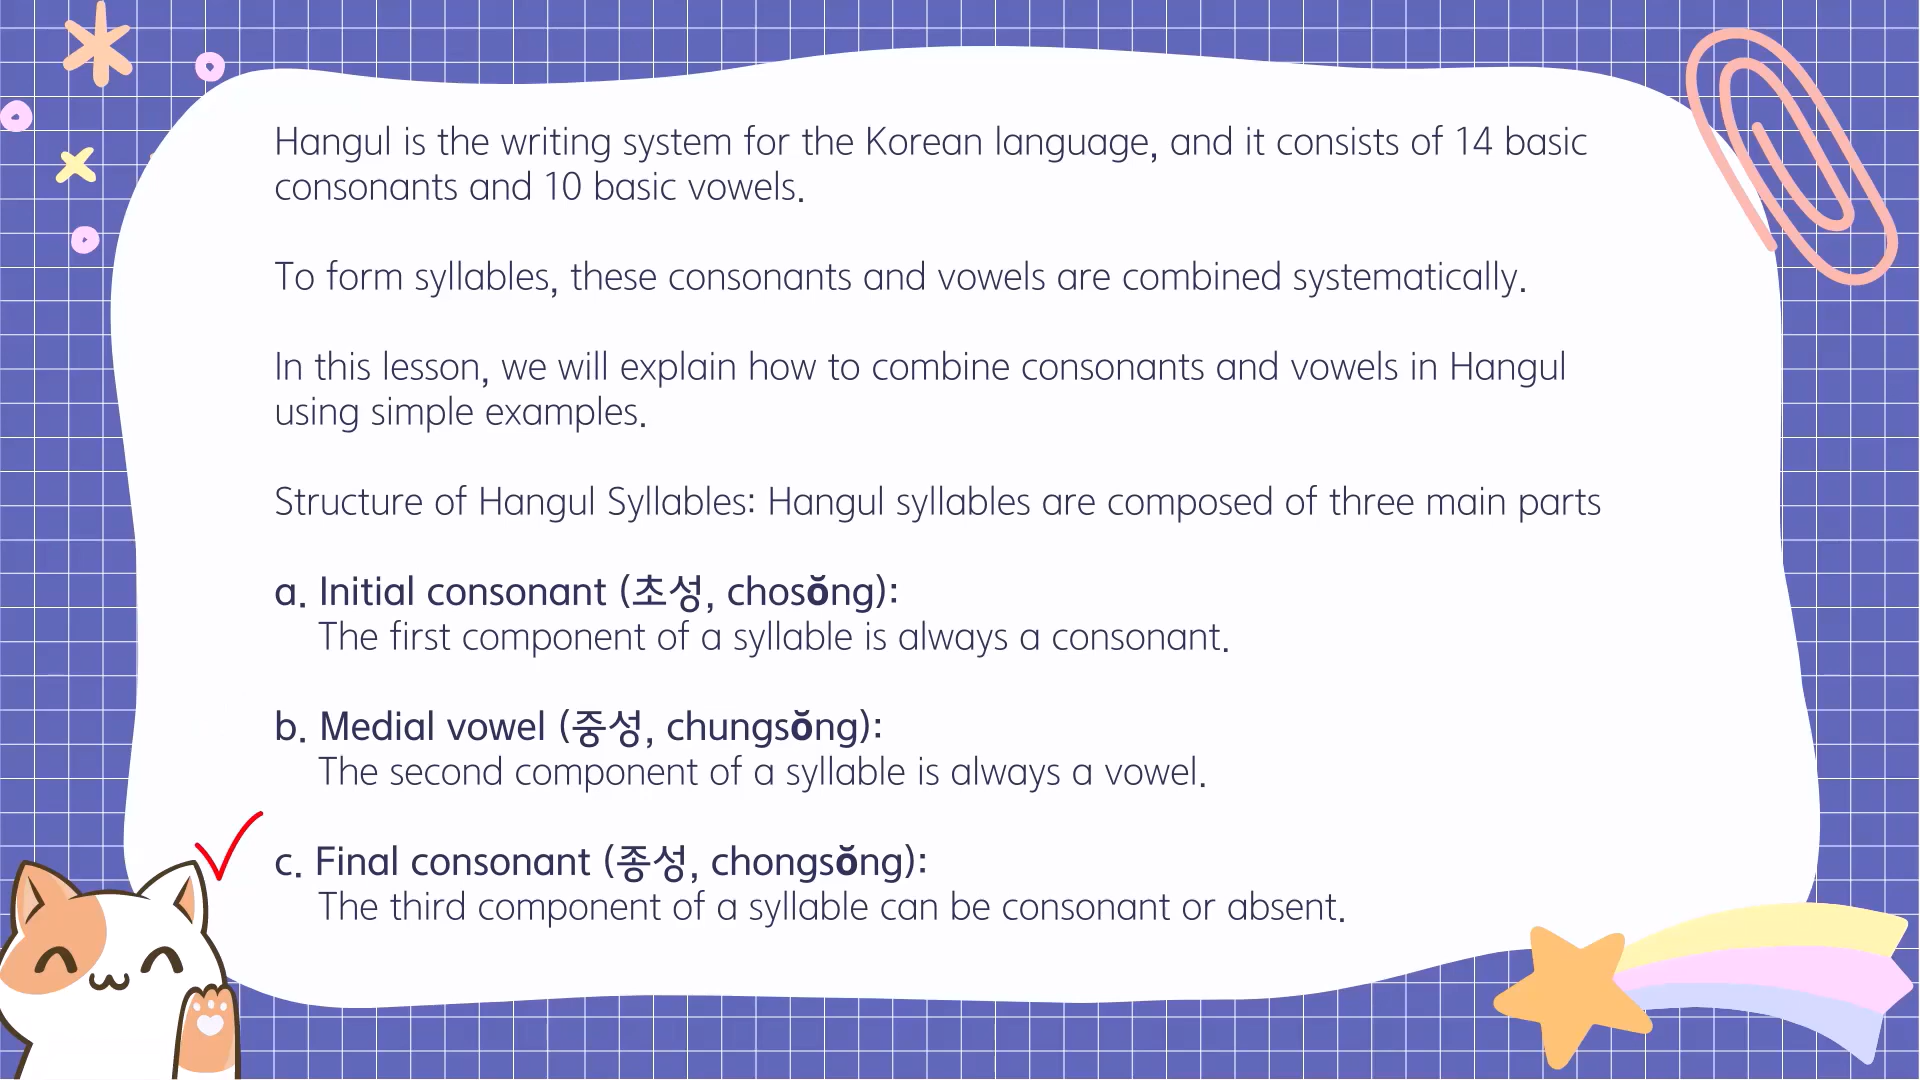 Hangul is the writing system for the Korean language, and it consists of 14 basic
consonants and 10 basic vowels.
To form syllables, these consonants and vowels are combined systematically.
In this lesson, we will explain how to combine consonants and vowels in Hangul
using simple examples.
Structure of Hangul Syllables: Hangul syllables are composed of three main parts
a. Initial consonant (초성, chosŏng):
The first component of a syllable is always a consonant.
b. Medial vowel (중성, chungsŏng):
The second component of a syllable is always a vowel.
c. Final consonant (종성, chongsŏng):
The third component of a syllable can be consonant or absent.